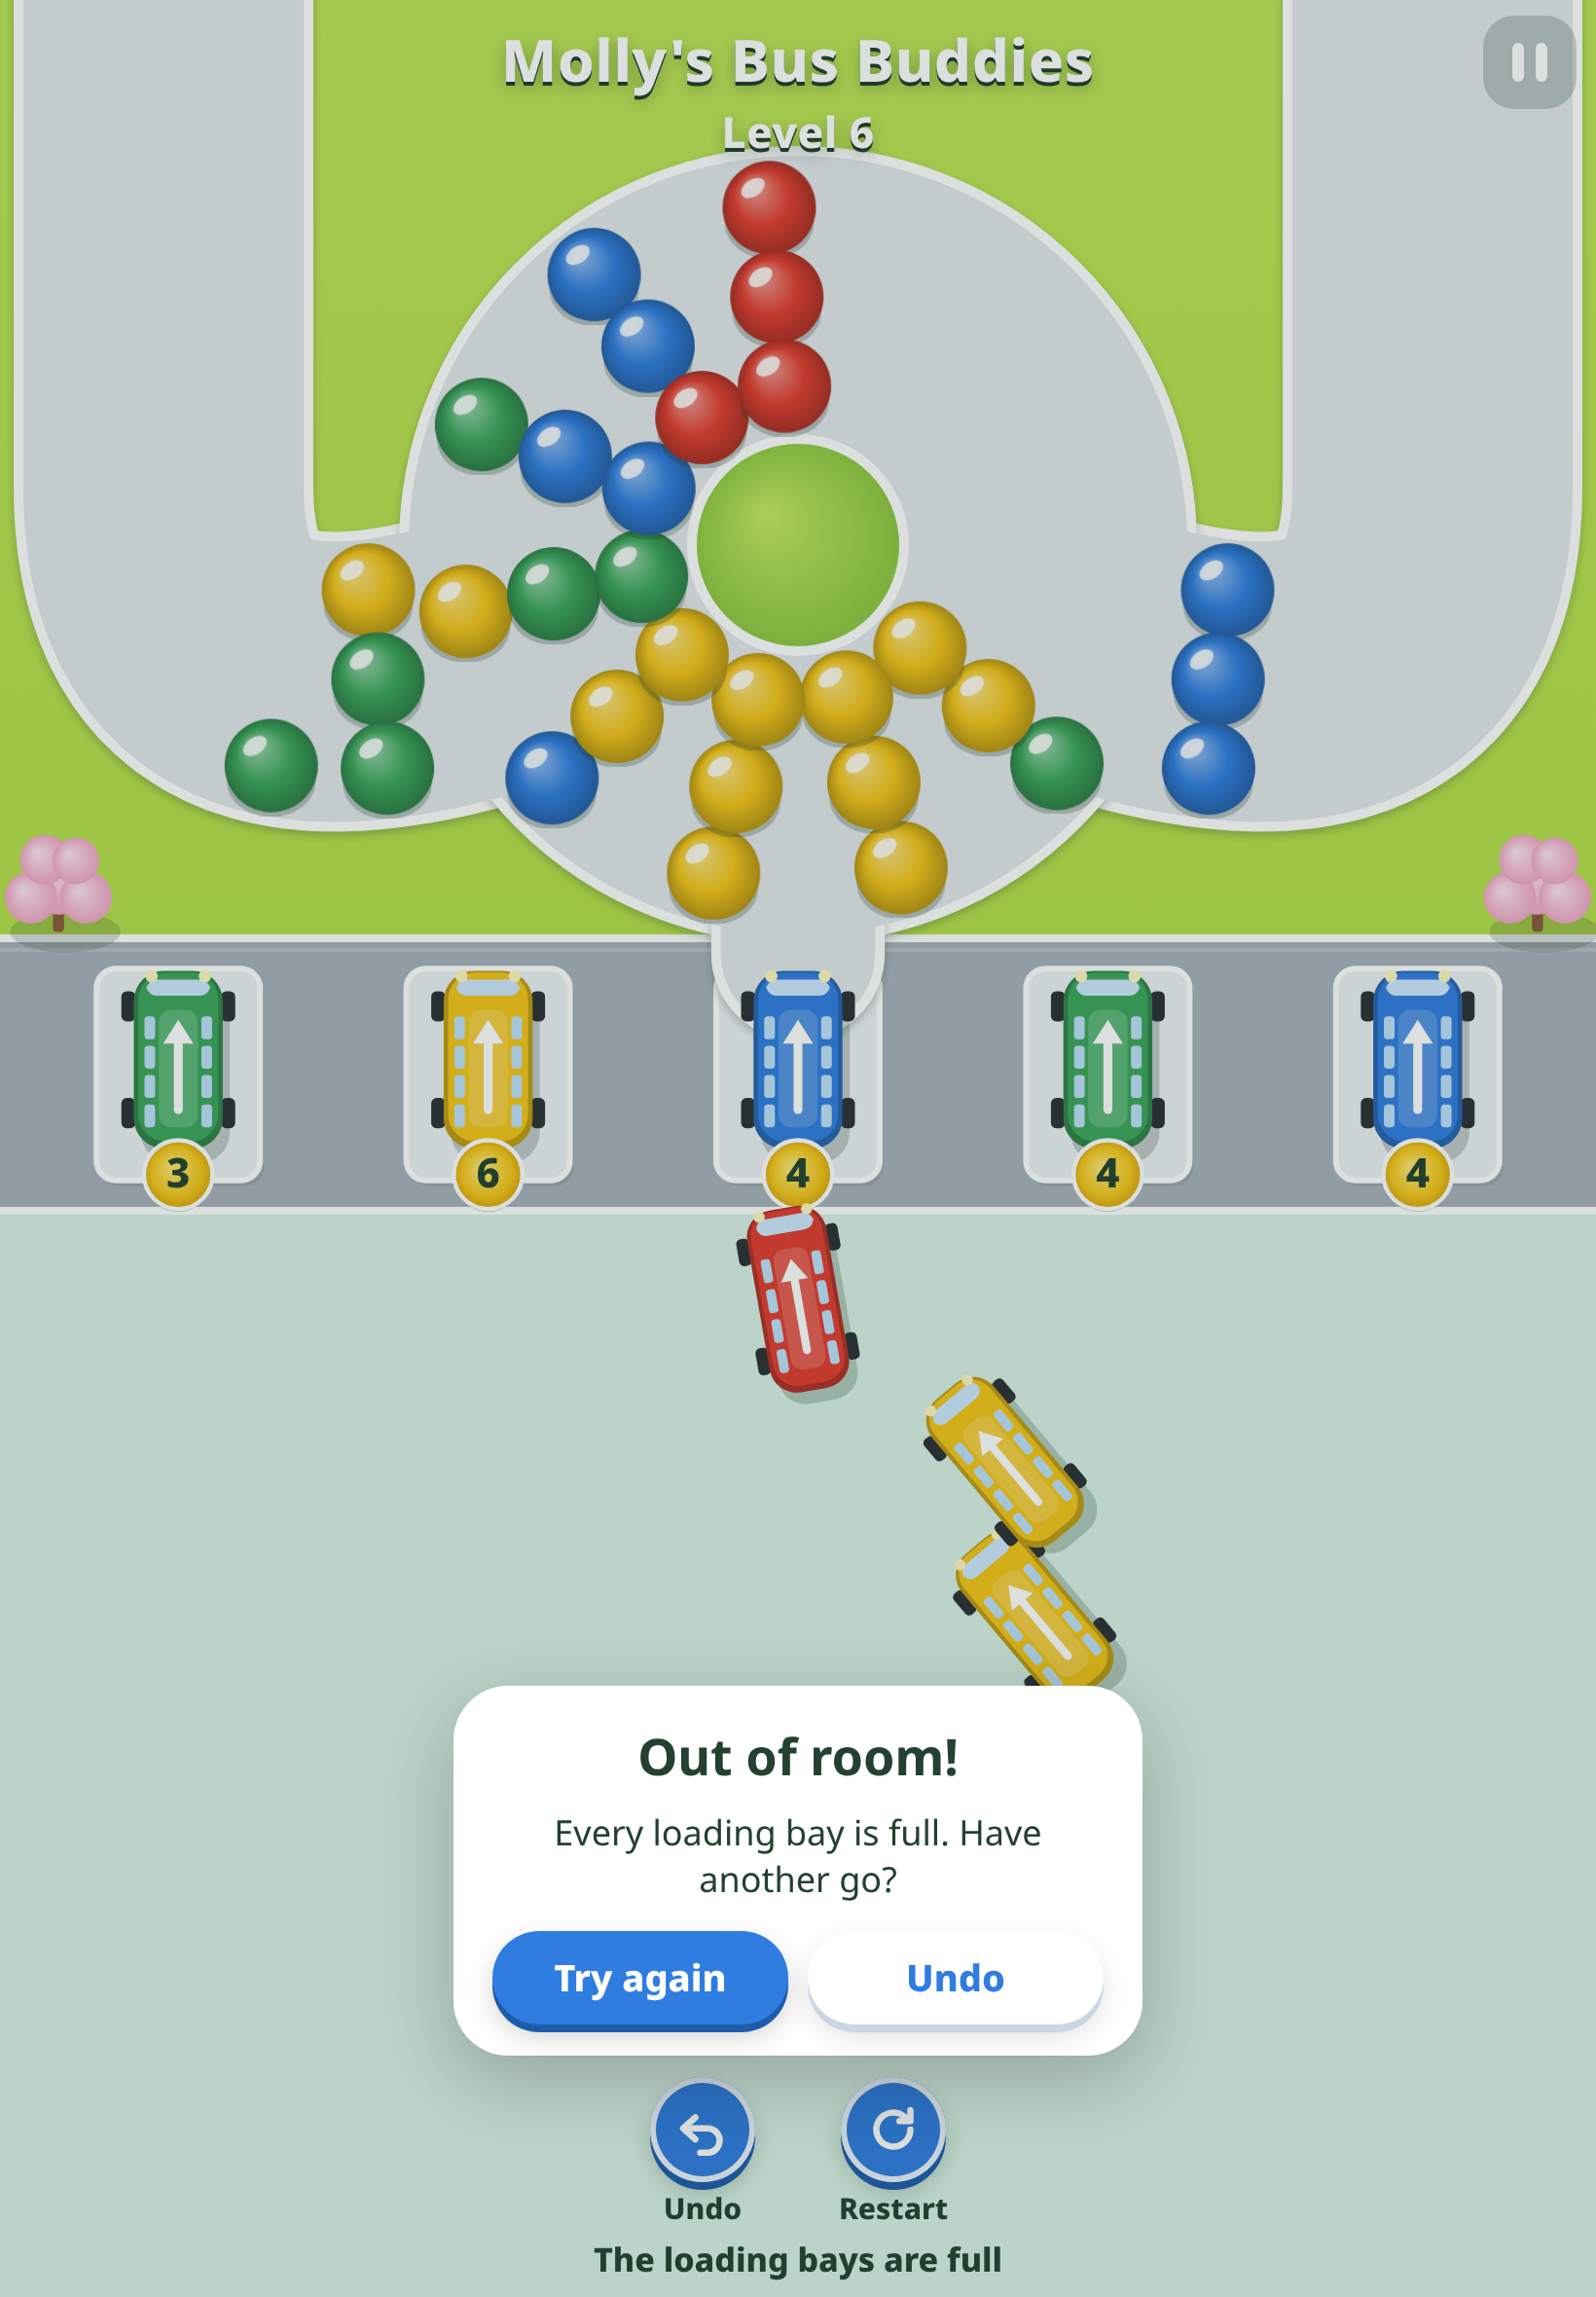 Molly's Bus Buddies
Level 6
3
6
4
4
4
Out of room!
Every loading bay is full. Have
another go?
Try again
Undo
Undo
Restart
The loading bays are full